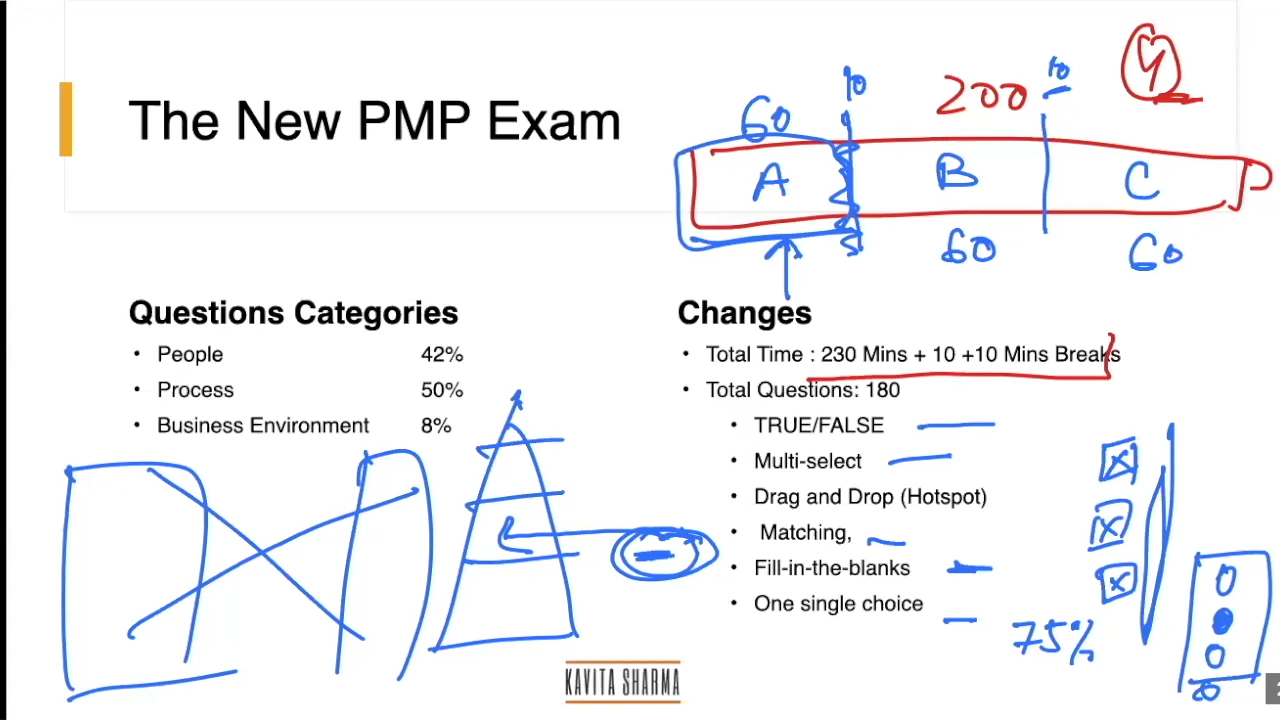 The New PMP Exam
60
10
200
10
4
A
B
C
60
60
Questions Categories
• People 42%
• Process 50%
• Business Environment 8%
Changes
• Total Time : 230 Mins + 10 +10 Mins Breaks
• Total Questions: 180
• TRUE/FALSE
• Multi-select
• Drag and Drop (Hotspot)
• Matching,
• Fill-in-the-blanks
• One single choice
75%
KAVITA SHARMA